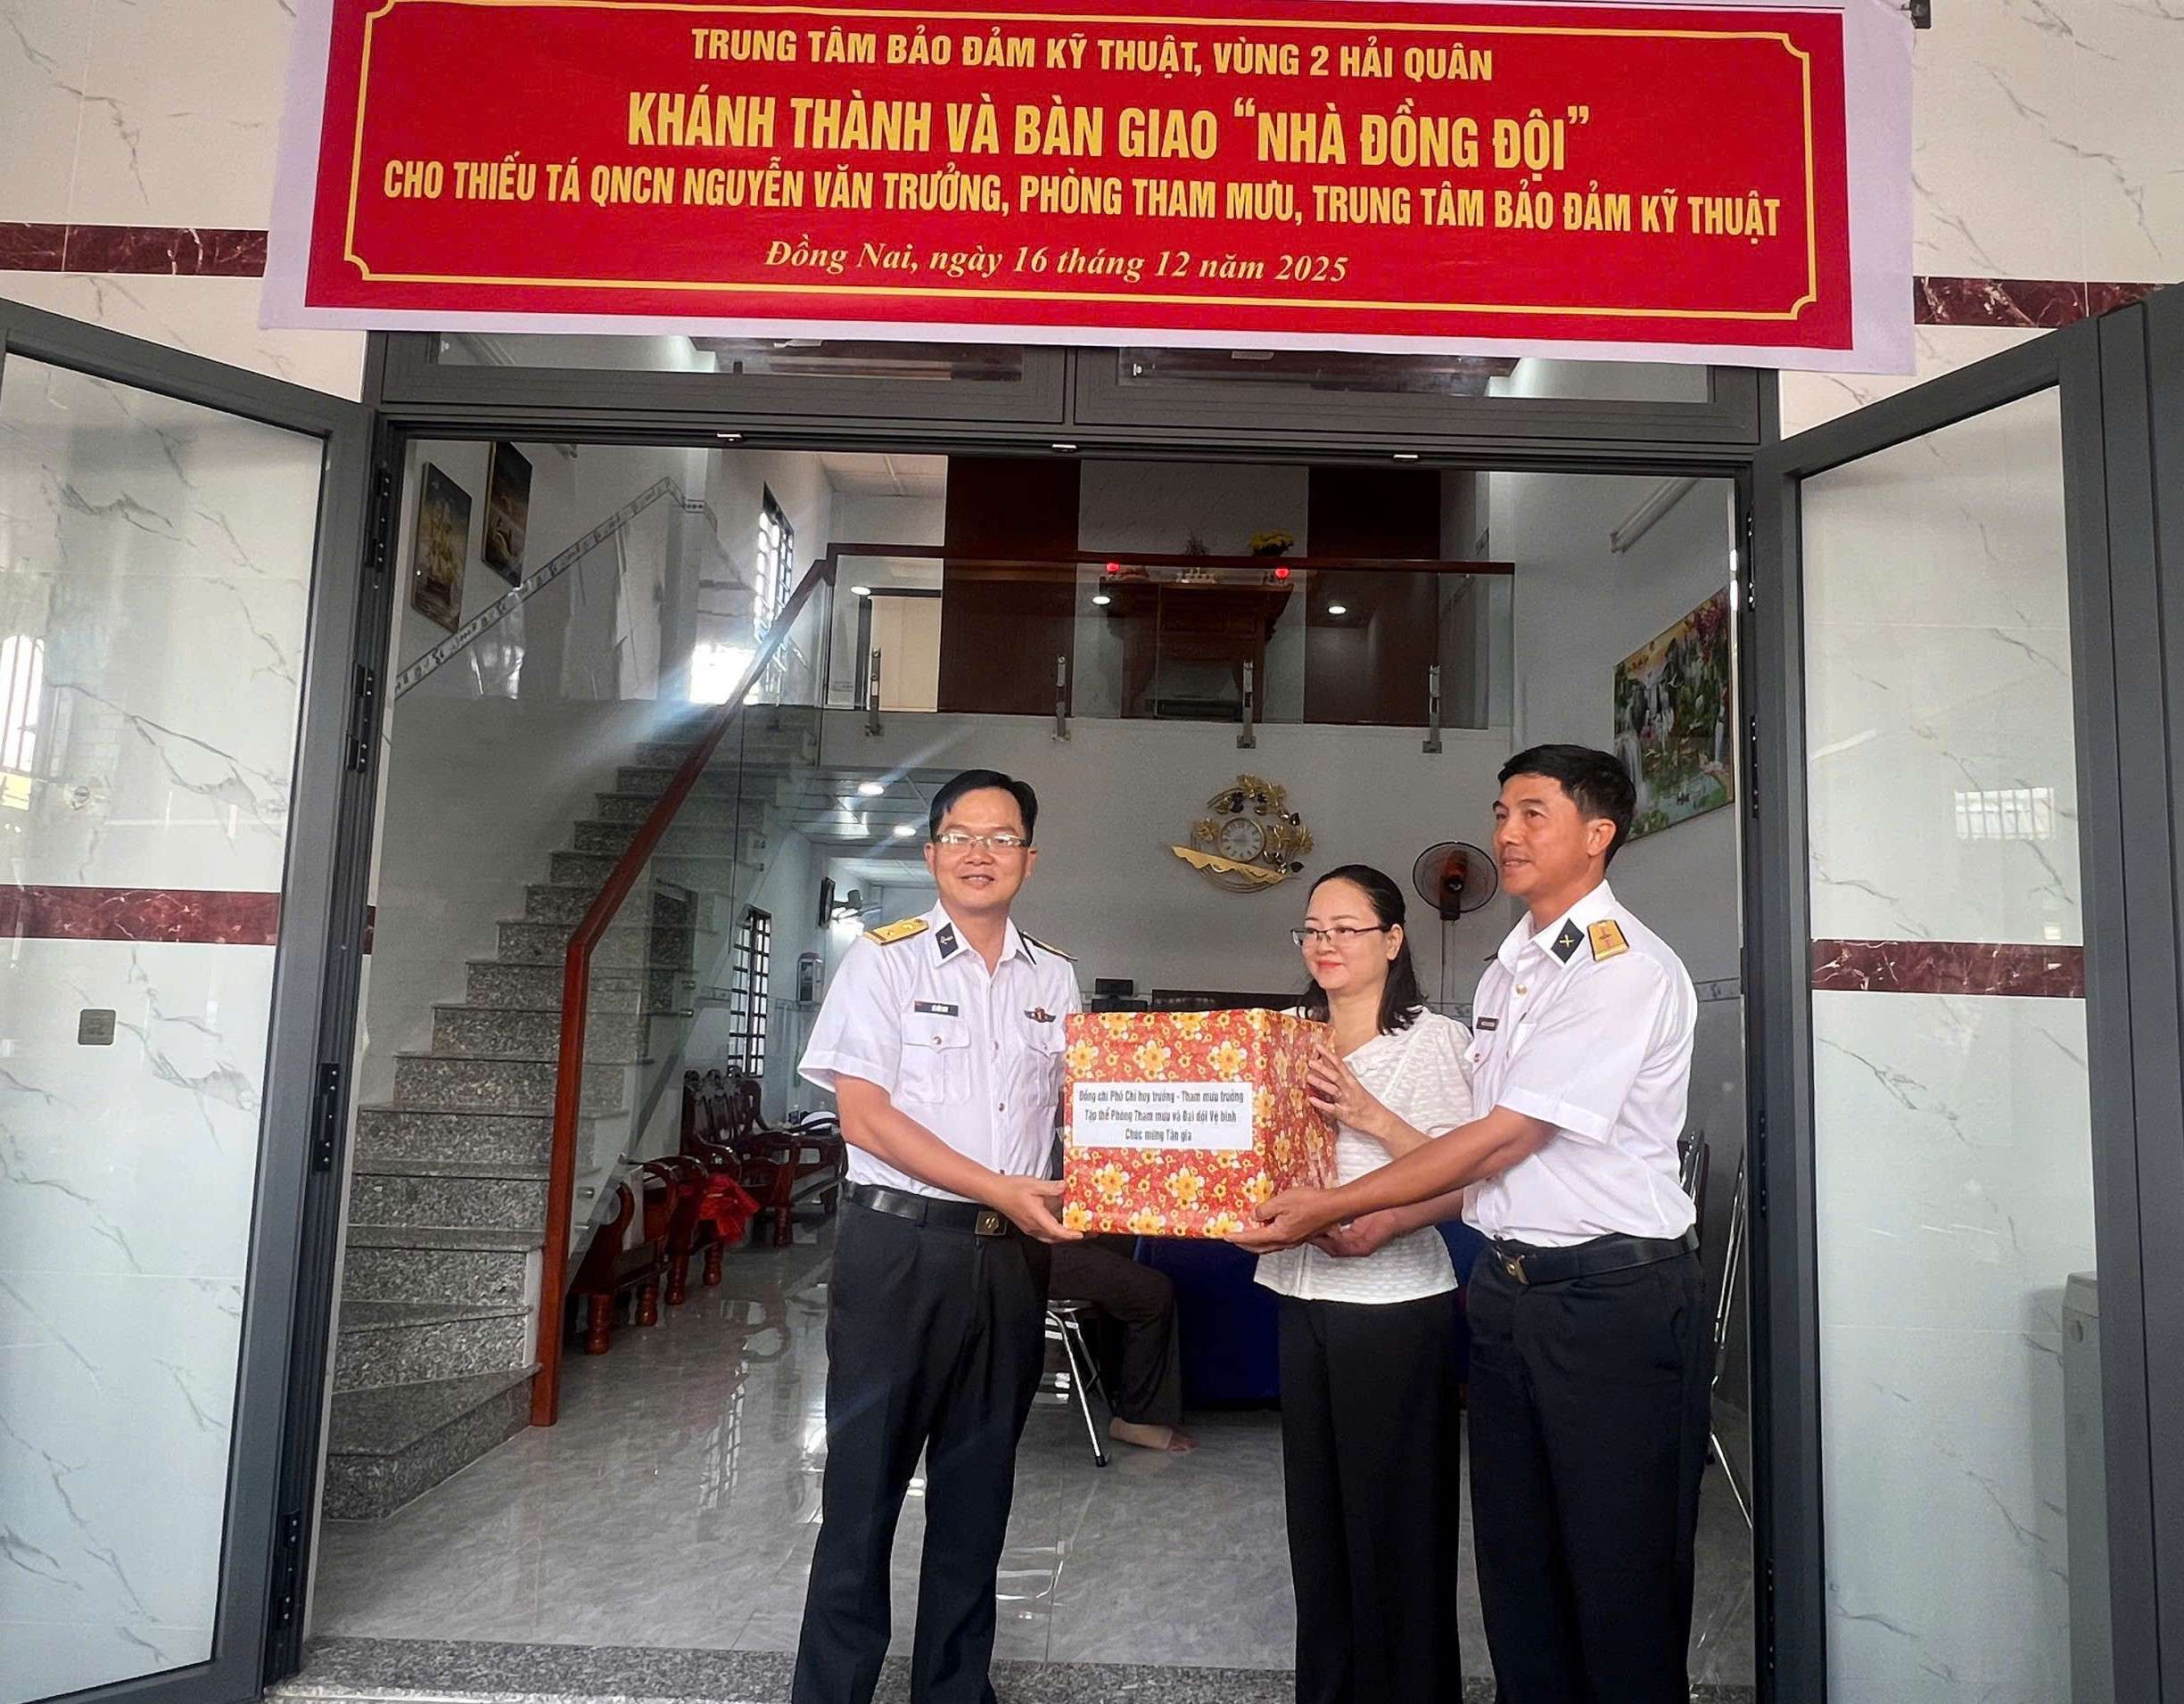 TRUNG TÂM BẢO ĐẢM KỸ THUẬT, VÙNG 2 HẢI QUÂN
KHÁNH THÀNH VÀ BÀN GIAO “NHÀ ĐỒNG ĐỘI”
CHO THIẾU TÁ QNCN NGUYỄN VĂN TRƯỞNG, PHÒNG THAM MƯU, TRUNG TÂM BẢO ĐẢM KỸ THUẬT
Đồng Nai, ngày 16 tháng 12 năm 2025
Đồng chí Phó Chỉ huy trưởng - Tham mưu trưởng
Tập thể Phòng Tham mưu và Đại đội Vệ binh
Chúc mừng Tân gia